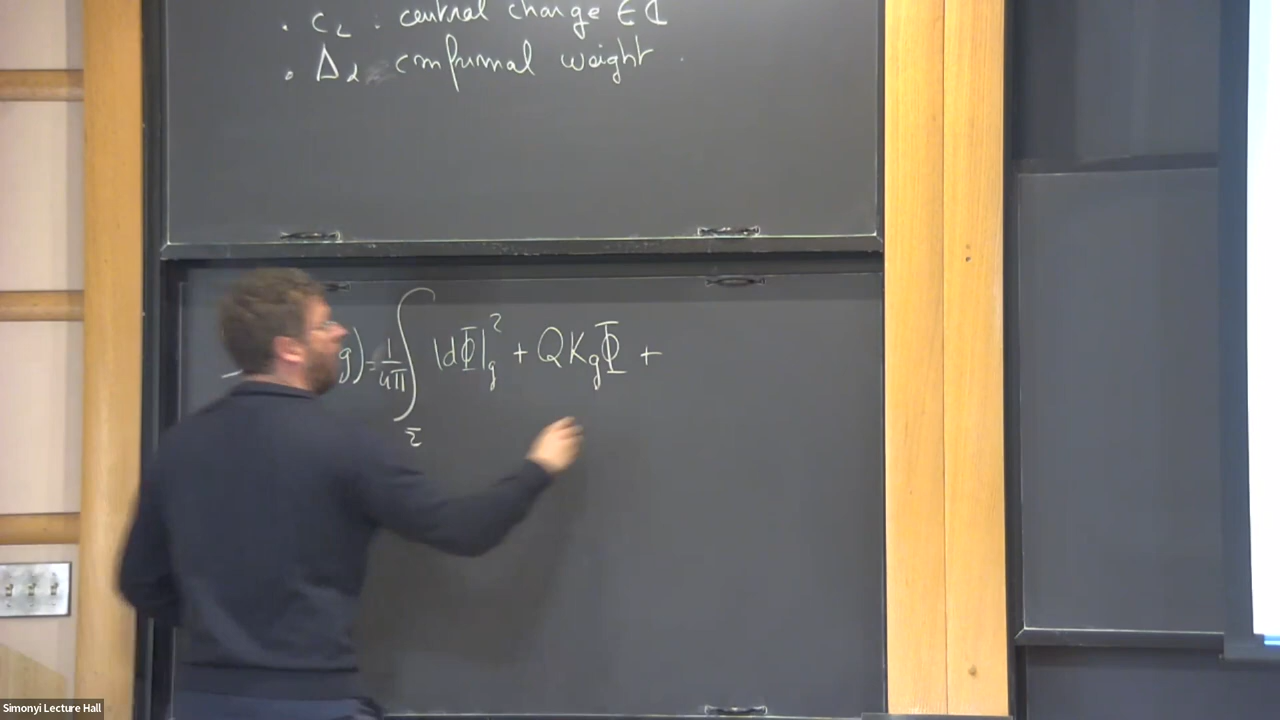 • c_L : central charge ∈ ℂ
• Δ_α conformal weight .
g) = 1/4π ∫_Σ |dΦ|²_g + Q K_g Φ +
Simonyi Lecture Hall